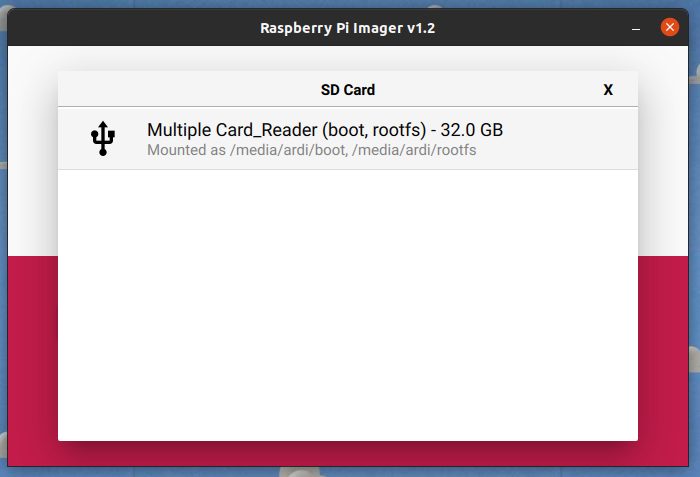 Raspberry Pi Imager v1.2
SD Card
X
Multiple Card_Reader (boot, rootfs) - 32.0 GB
Mounted as /media/ardi/boot, /media/ardi/rootfs